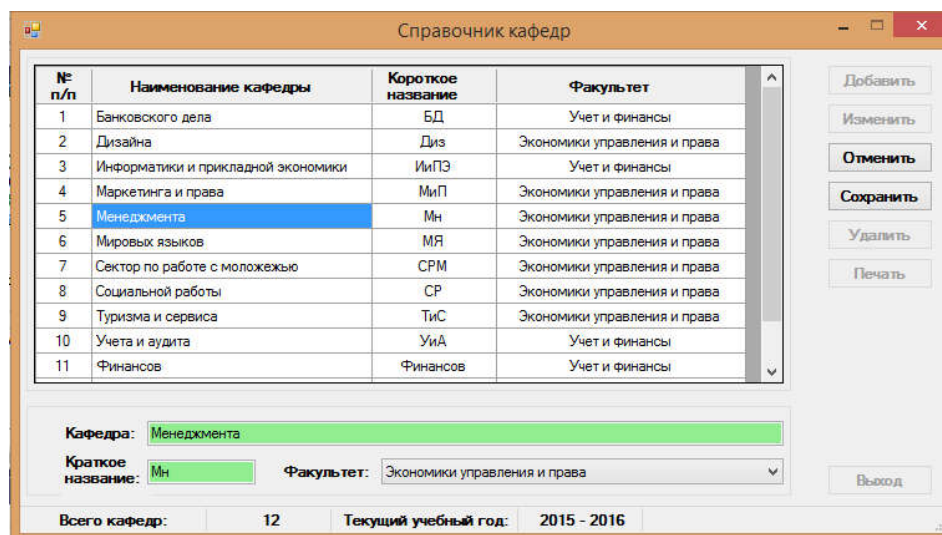 Справочник кафедр
№ п/п Наименование кафедры Короткое название Факультет
1 Банковского дела БД Учет и финансы
2 Дизайна Диз Экономики управления и права
3 Информатики и прикладной экономики ИиПЭ Учет и финансы
4 Маркетинга и права МиП Экономики управления и права
5 Менеджмента Мн Экономики управления и права
6 Мировых языков МЯ Экономики управления и права
7 Сектор по работе с моложежью СРМ Экономики управления и права
8 Социальной работы СР Экономики управления и права
9 Туризма и сервиса ТиС Экономики управления и права
10 Учета и аудита УиА Учет и финансы
11 Финансов Финансов Учет и финансы
Добавить
Изменить
Отменить
Сохранить
Удалить
Печать
Кафедра: Менеджмента
Краткое название: Мн Факультет: Экономики управления и права
Выход
Всего кафедр: 12 Текущий учебный год: 2015 - 2016